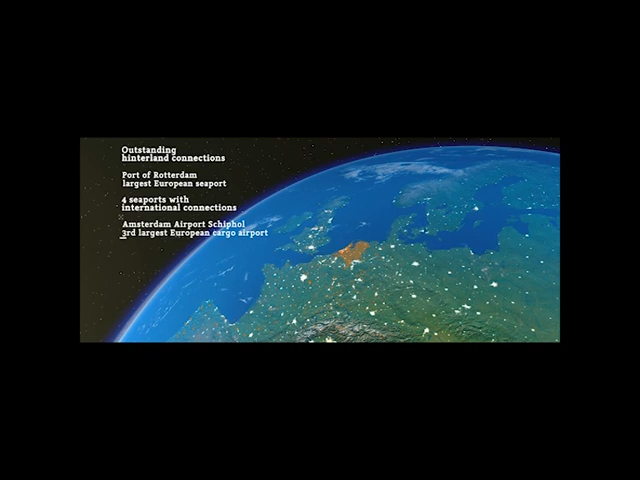 Outstanding
hinterland connections
Port of Rotterdam
largest European seaport
4 seaports with
international connections
Amsterdam Airport Schiphol
3rd largest European cargo airport